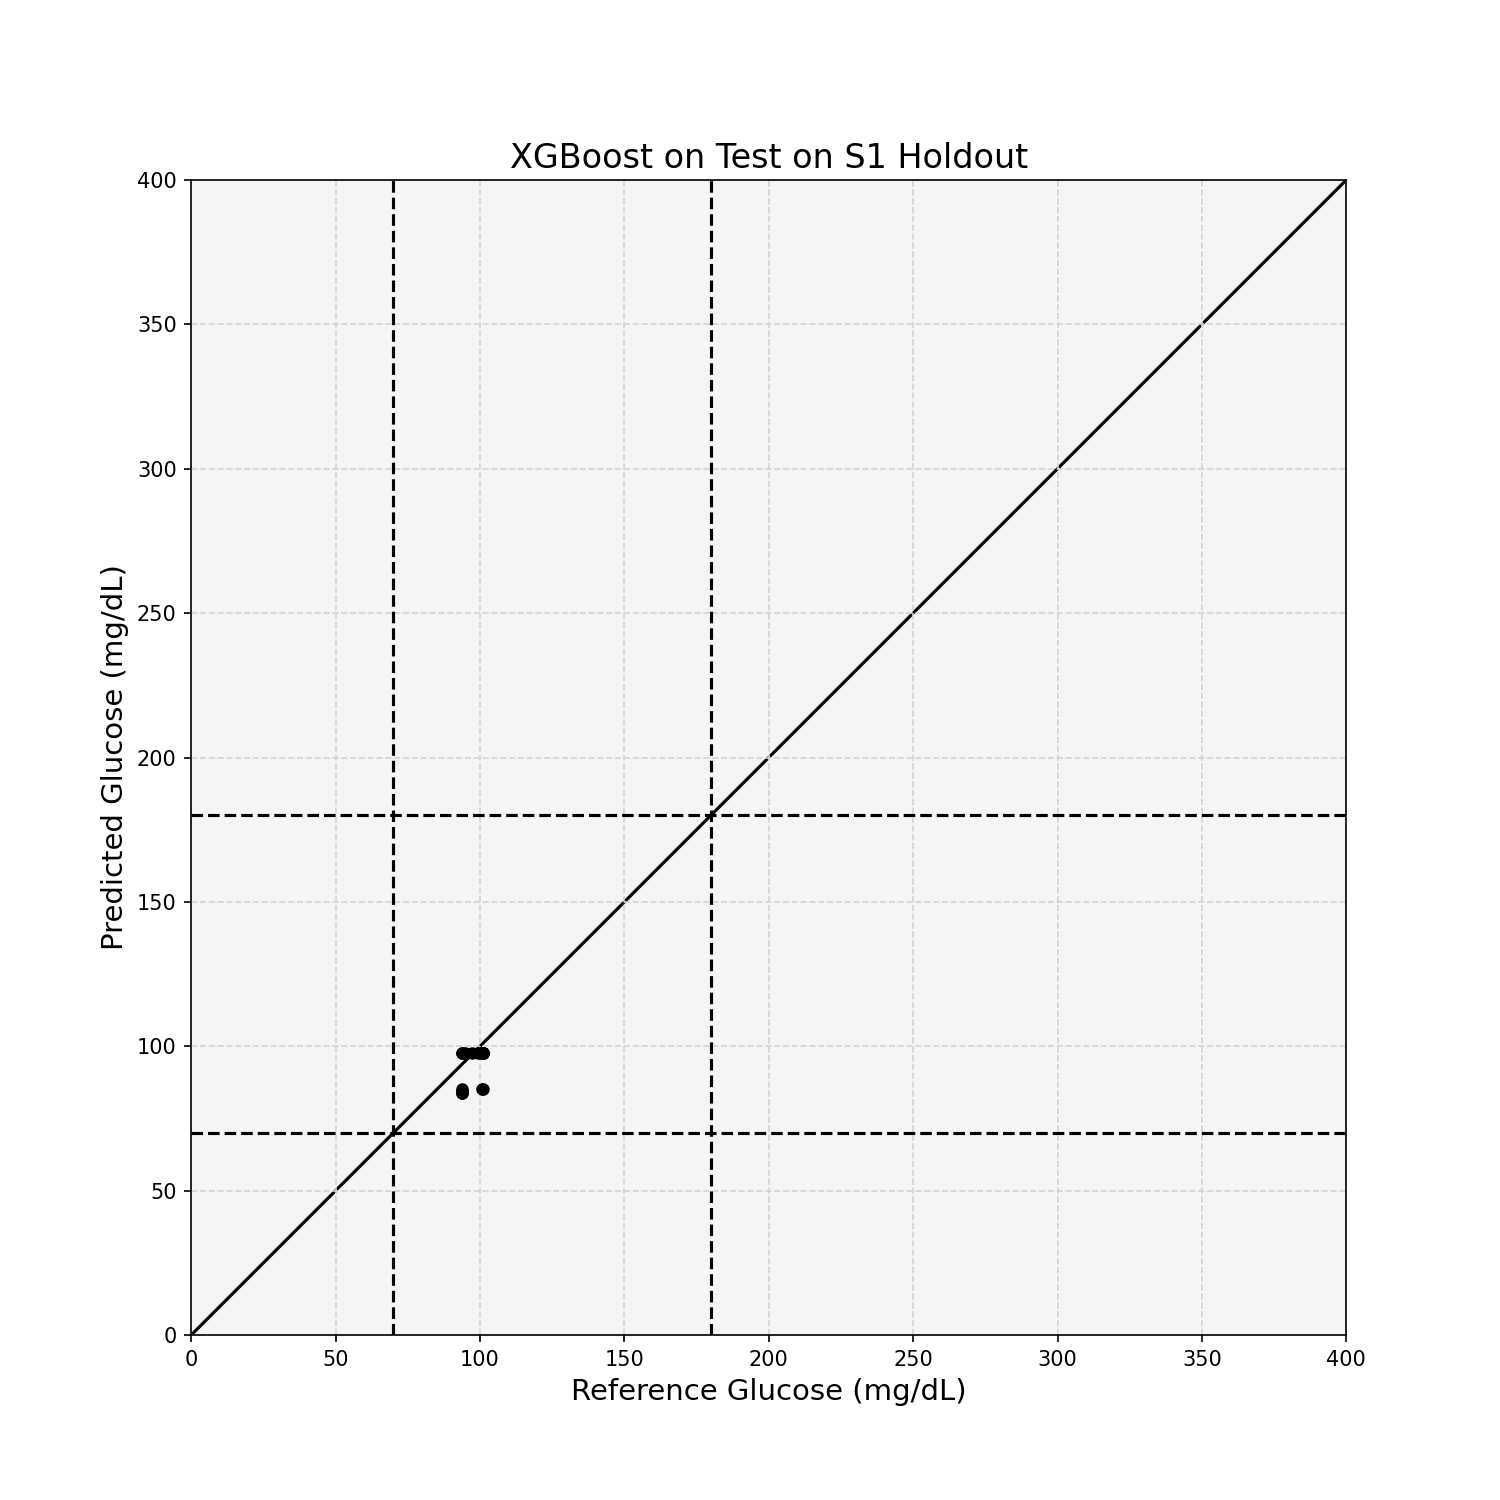 XGBoost on Test on S1 Holdout
400
350
300
250
200
150
100
50
0
Predicted Glucose (mg/dL)
0 50 100 150 200 250 300 350 400
Reference Glucose (mg/dL)